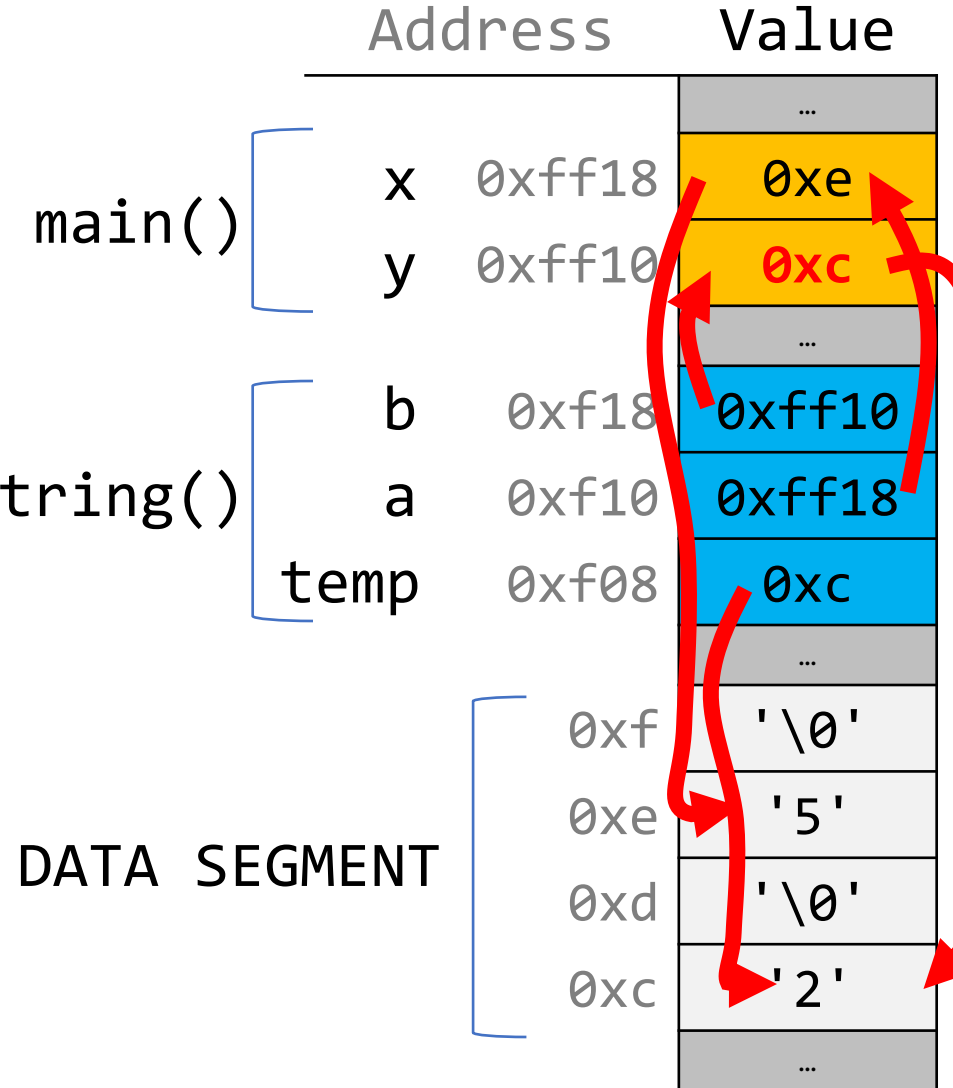 Address Value
…
x 0xff18 0xe
main()
y 0xff10 0xc
…
b 0xf18 0xff10
tring() a 0xf10 0xff18
temp 0xf08 0xc
…
0xf '\0'
0xe '5'
DATA SEGMENT
0xd '\0'
0xc '2'
…